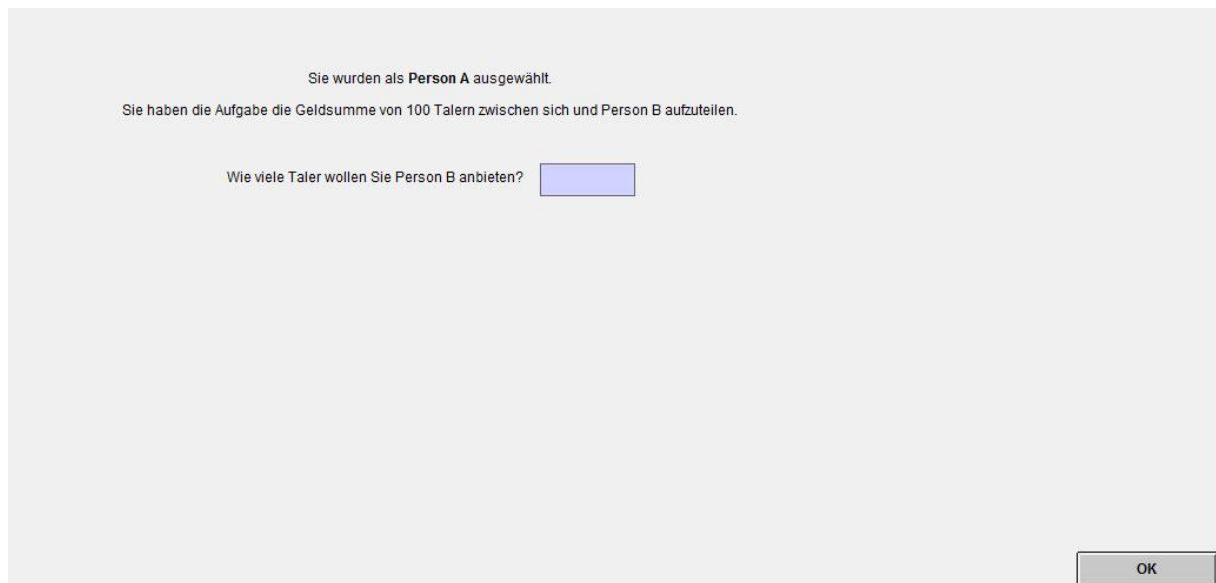 Sie wurden als Person A ausgewählt.
Sie haben die Aufgabe die Geldsumme von 100 Talern zwischen sich und Person B aufzuteilen.
Wie viele Taler wollen Sie Person B anbieten?
OK